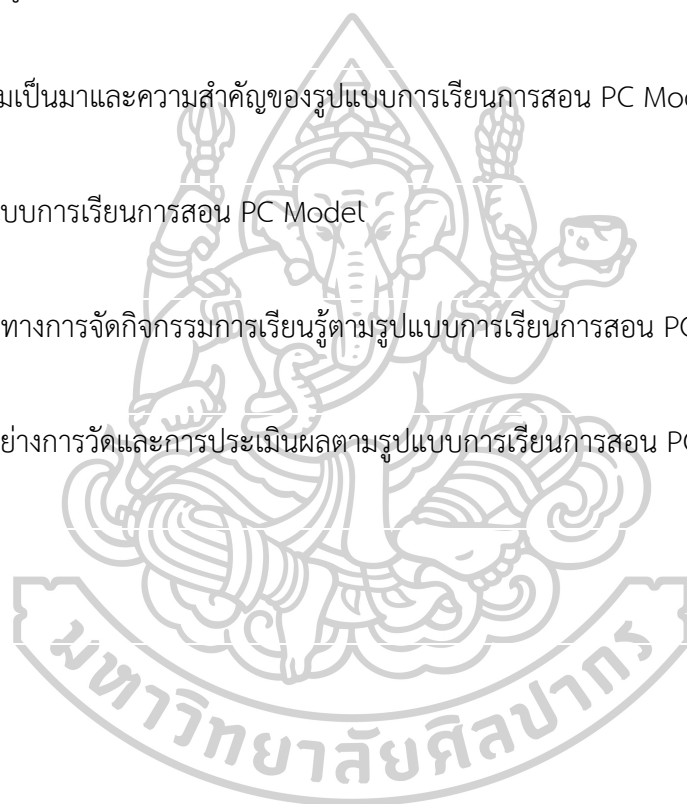 มเป็นมาและความสำคัญของรูปแบบการเรียนการสอน PC Mo
บบการเรียนการสอน PC Model
ทางการจัดกิจกรรมการเรียนรู้ตามรูปแบบการเรียนการสอน PC
ย่างการวัดและการประเมินผลตามรูปแบบการเรียนการสอน PC
มหาวิทยาลัยศิลปากร